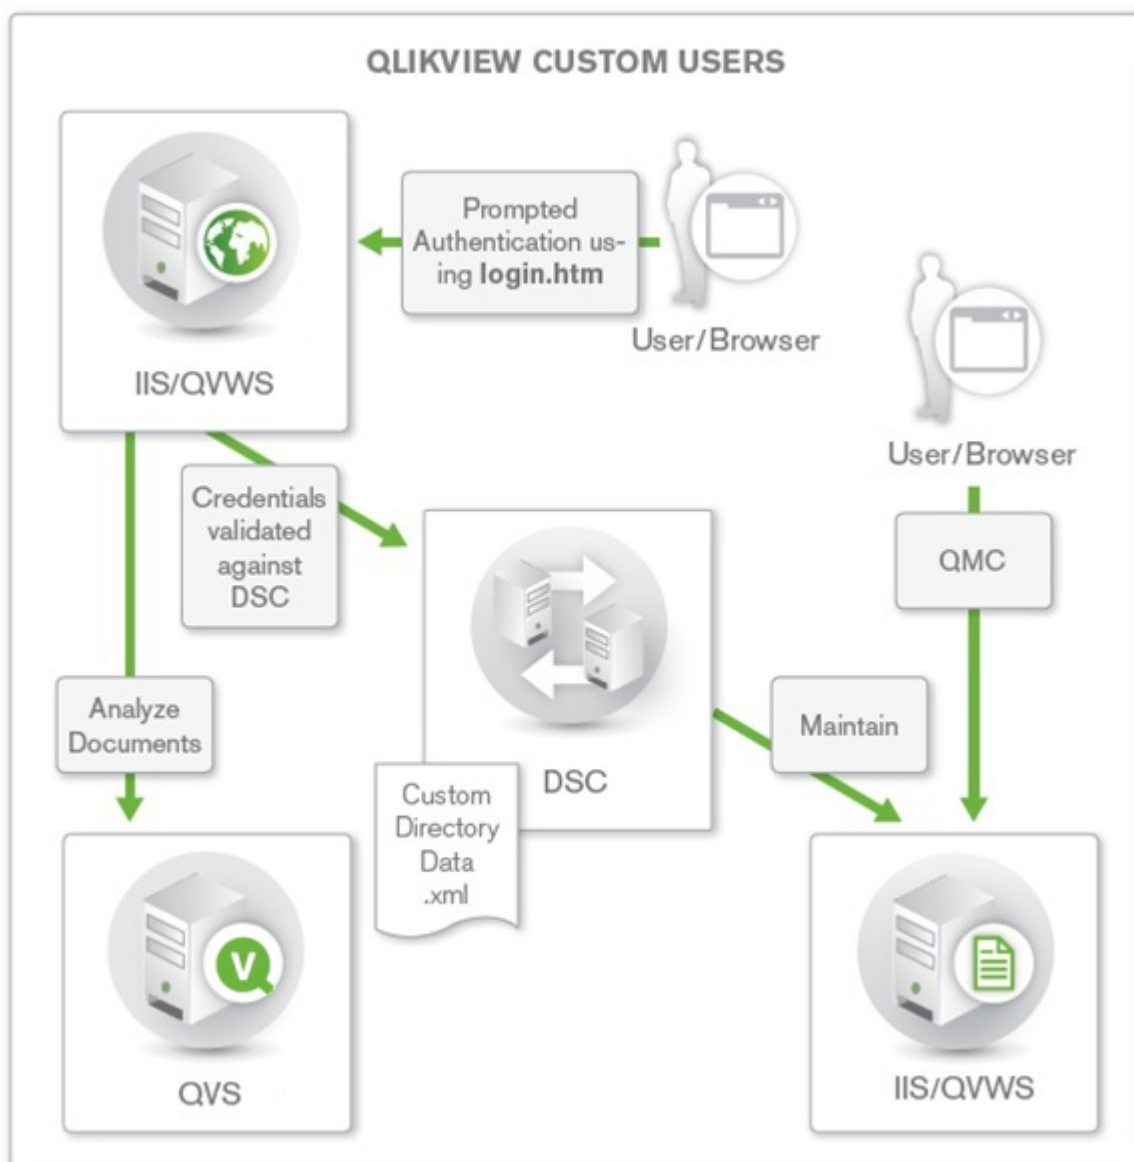 QLIKVIEW CUSTOM USERS
Prompted
Authentication us-
ing login.htm
User/Browser
IIS/QVWS
User/Browser
Credentials
validated
against
DSC
QMC
Analyze
Documents
Maintain
DSC
Custom
Directory
Data
.xml
V
QVS
IIS/QVWS